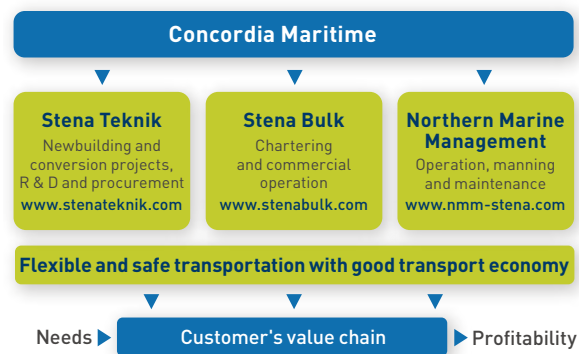 Concordia Maritime
Stena Teknik
Newbuilding and
conversion projects,
R & D and procurement
www.stenateknik.com
Stena Bulk
Chartering
and commercial
operation
www.stenabulk.com
Northern Marine
Management
Operation, manning
and maintenance
www.nmm-stena.com
Flexible and safe transportation with good transport economy
Needs
Customer's value chain
Profitability